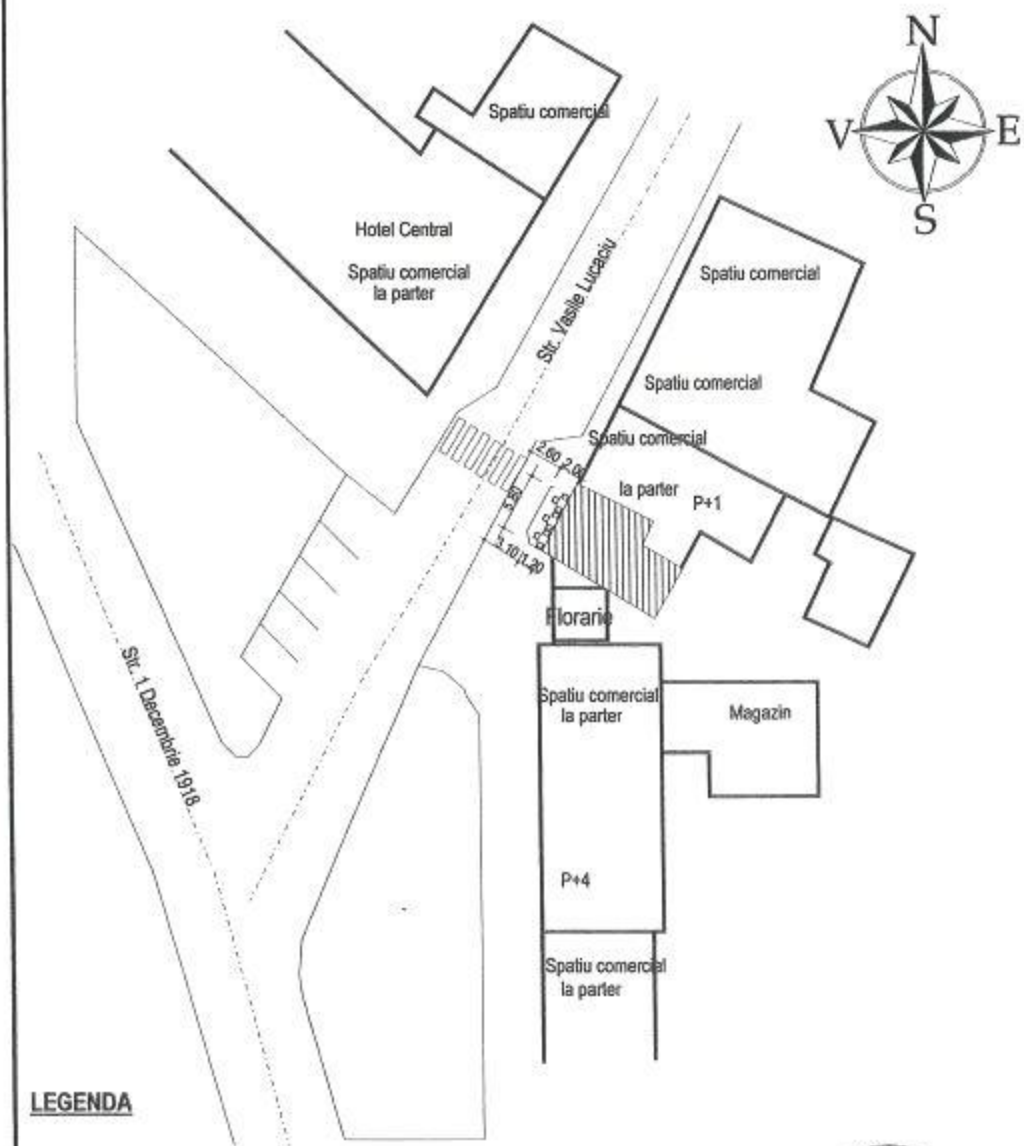 N
V
E
S
Spatiu comercial
Hotel Central
Spatiu comercial
la parter
Str. Vasile Lucaciu
Spatiu comercial
Spatiu comercial
Spatiu comercial
la parter
P+1
2.60
2.00
5.80
3.10
1.20
Florarie
Str. 1 Decembrie 1918
Spatiu comercial
la parter
Magazin
P+4
Spatiu comercial
la parter
LEGENDA